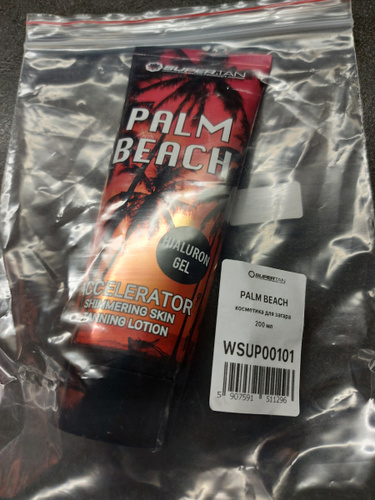 SUPERTAN
PALM
BEACH
HIALURON
GEL
ACCELERATOR
SHIMMERING SKIN
TANNING LOTION
SUPERTAN
PALM BEACH
косметика для загара
200 мл
WSUP00101
5 907591 511296